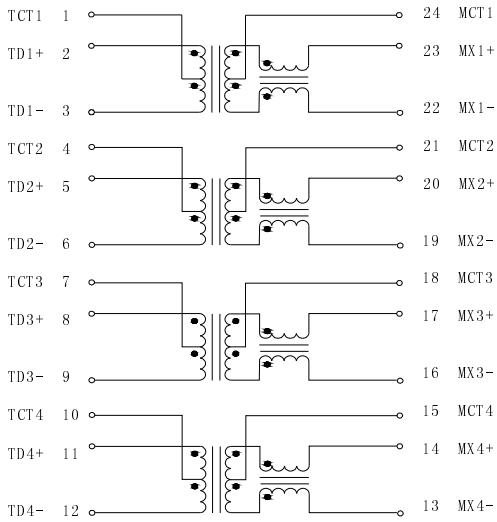 TCT1 1 24 MCT1
TD1+ 2 23 MX1+
TD1- 3 22 MX1-
TCT2 4 21 MCT2
TD2+ 5 20 MX2+
TD2- 6 19 MX2-
TCT3 7 18 MCT3
TD3+ 8 17 MX3+
TD3- 9 16 MX3-
TCT4 10 15 MCT4
TD4+ 11 14 MX4+
TD4- 12 13 MX4-